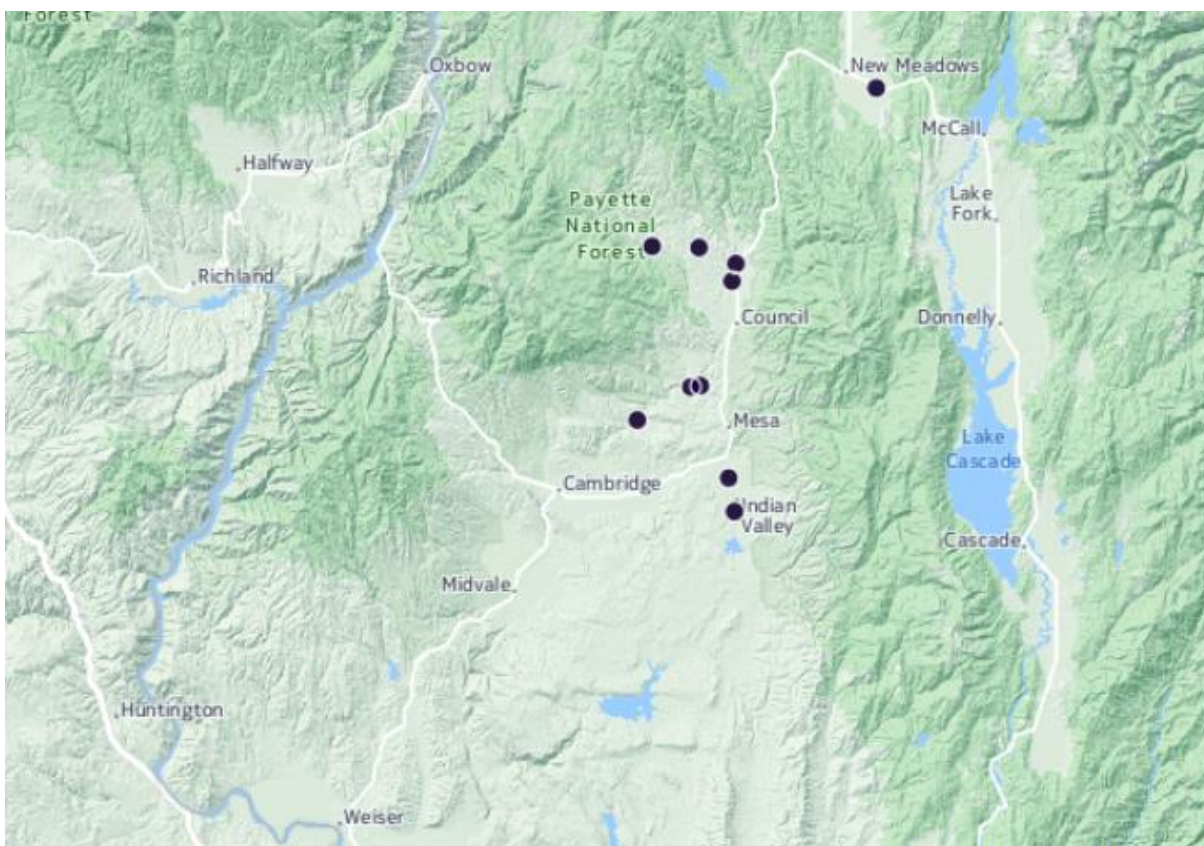 Forest
Oxbow
New Meadows
McCall
Halfway
Payette
National
Forest
Lake
Fork
Richland
Council
Donnelly
Mesa
Lake
Cascade
Cambridge
Indian
Valley
Cascade
Midvale
Huntington
Weiser